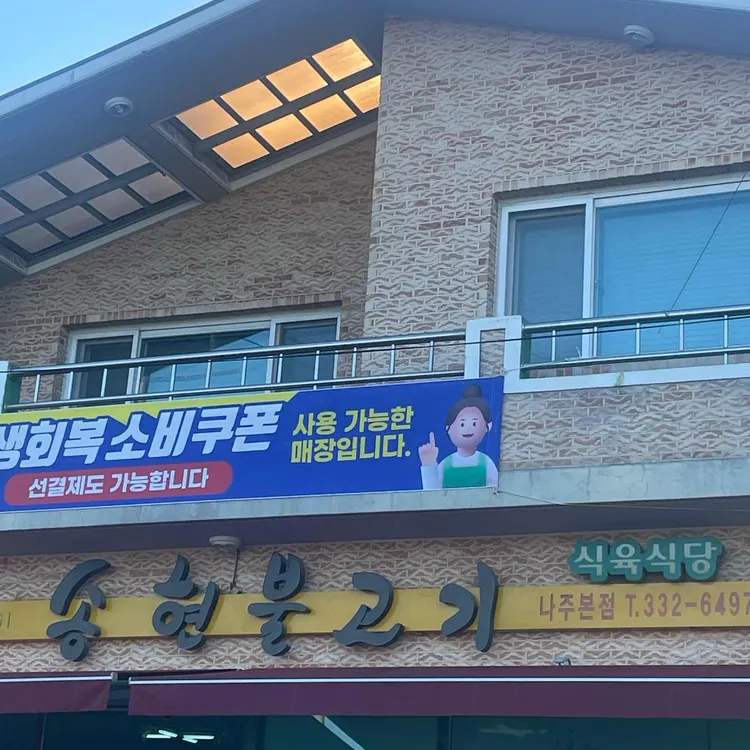 생회복 소비쿠폰
사용 가능한
매장입니다.
선결제도 가능합니다
식육식당
송현불고기
나주본점 T.332-6497